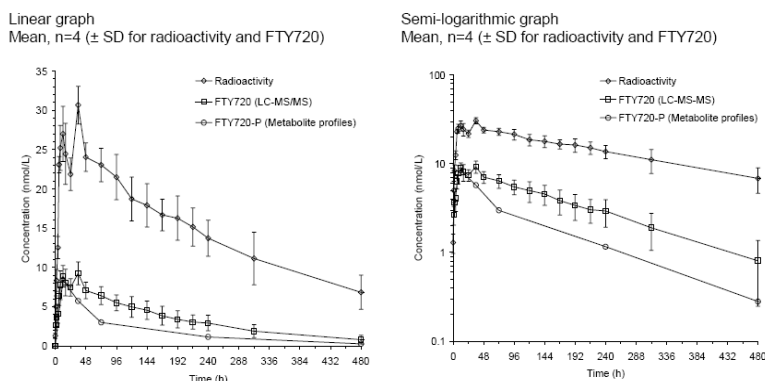 Linear graph
Mean, n=4 (± SD for radioactivity and FTY720)
35
30
25
20
15
10
5
0
Concentration (nmol/L)
Radioactivity
FTY720 (LC-MS/MS)
FTY720-P (Metabolite profiles)
0 48 96 144 192 240 288 336 384 432 480
Time (h)
Semi-logarithmic graph
Mean, n=4 (± SD for radioactivity and FTY720)
100
10
1
0.1
Concentration (nmol/L)
Radioactivity
FTY720 (LC-MS-MS)
FTY720-P (Metabolite profiles)
0 48 96 144 192 240 288 336 384 432 480
Time (h)